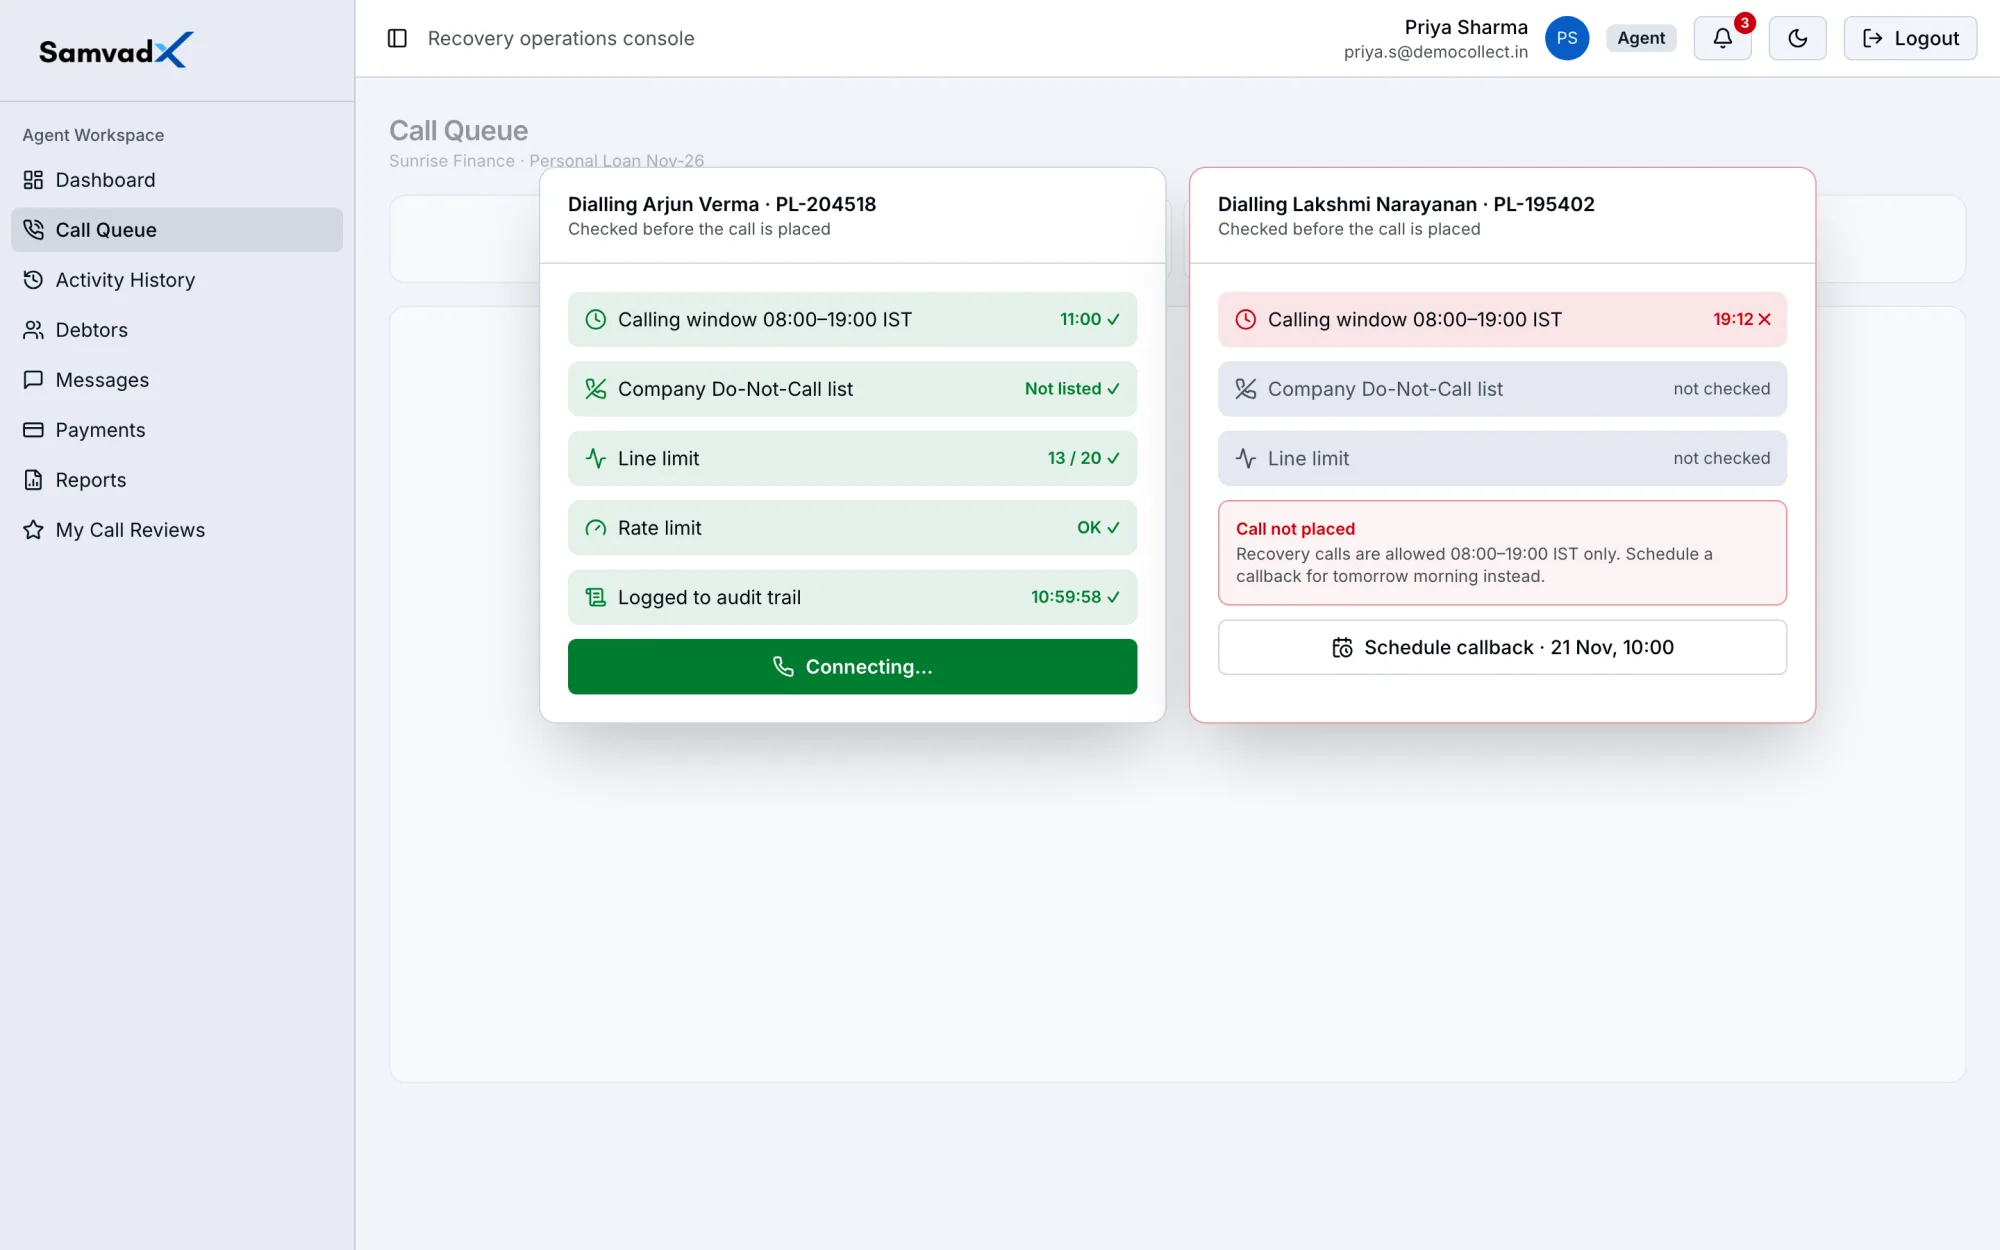 SamvadX
Agent Workspace
Dashboard
Call Queue
Activity History
Debtors
Messages
Payments
Reports
My Call Reviews
Recovery operations console
Priya Sharma
priya.s@democollect.in
PS
Agent
3
Logout
Call Queue
Sunrise Finance · Personal Loan Nov-26
Dialling Arjun Verma · PL-204518
Checked before the call is placed
Calling window 08:00–19:00 IST 11:00 ✓
Company Do-Not-Call list Not listed ✓
Line limit 13 / 20 ✓
Rate limit OK ✓
Logged to audit trail 10:59:58 ✓
Connecting...
Dialling Lakshmi Narayanan · PL-195402
Checked before the call is placed
Calling window 08:00–19:00 IST 19:12 ✕
Company Do-Not-Call list not checked
Line limit not checked
Call not placed
Recovery calls are allowed 08:00–19:00 IST only. Schedule a
callback for tomorrow morning instead.
Schedule callback · 21 Nov, 10:00